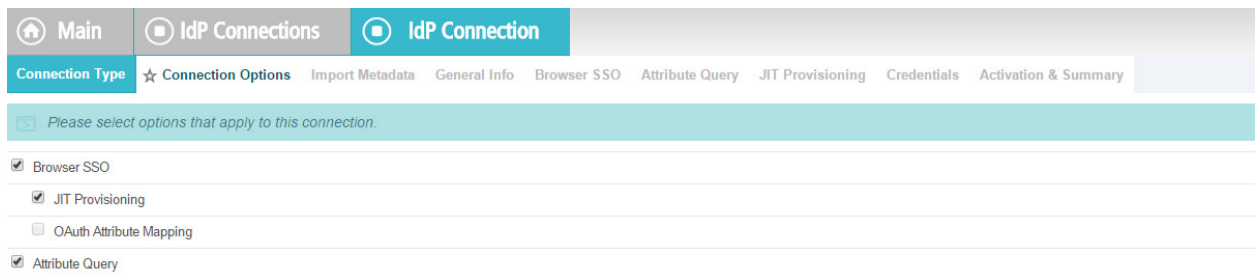 Main IdP Connections IdP Connection
Connection Type Connection Options Import Metadata General Info Browser SSO Attribute Query JIT Provisioning Credentials Activation & Summary
Please select options that apply to this connection.
Browser SSO
JIT Provisioning
OAuth Attribute Mapping
Attribute Query